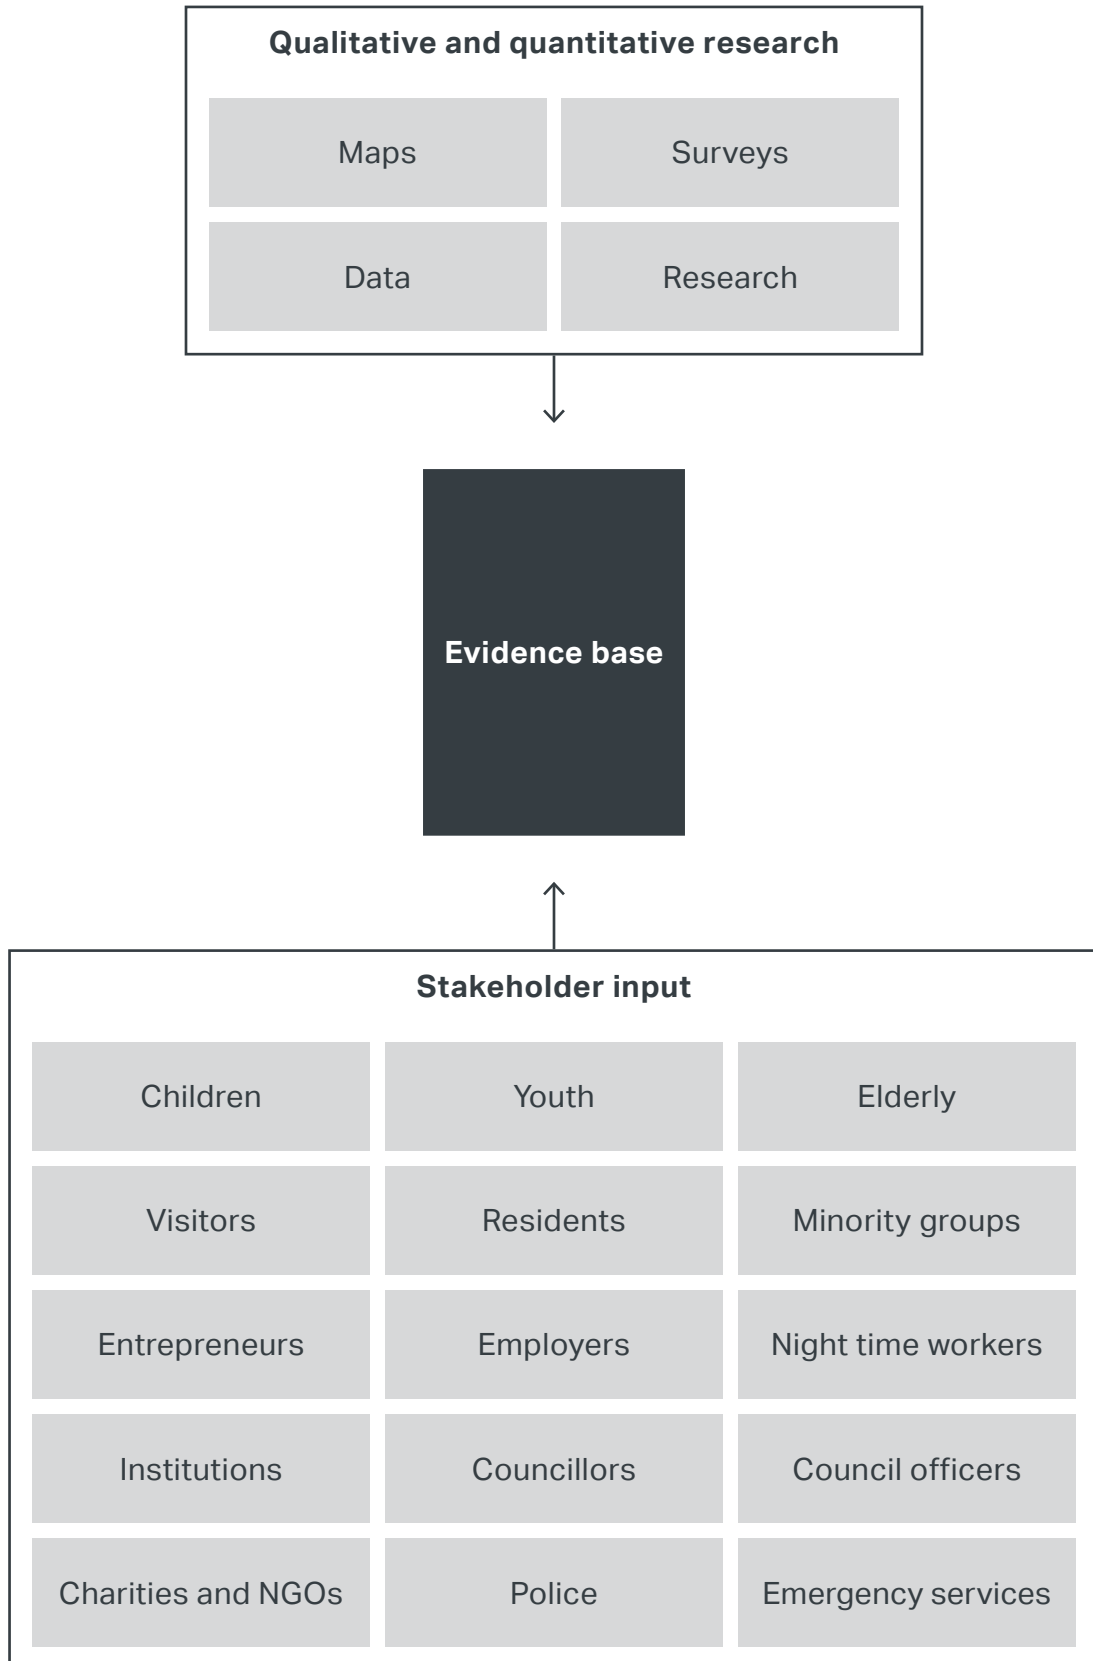 Qualitative and quantitative research
Maps
Surveys
Data
Research
Evidence base
Stakeholder input
Children
Youth
Elderly
Visitors
Residents
Minority groups
Entrepreneurs
Employers
Night time workers
Institutions
Councillors
Council officers
Charities and NGOs
Police
Emergency services